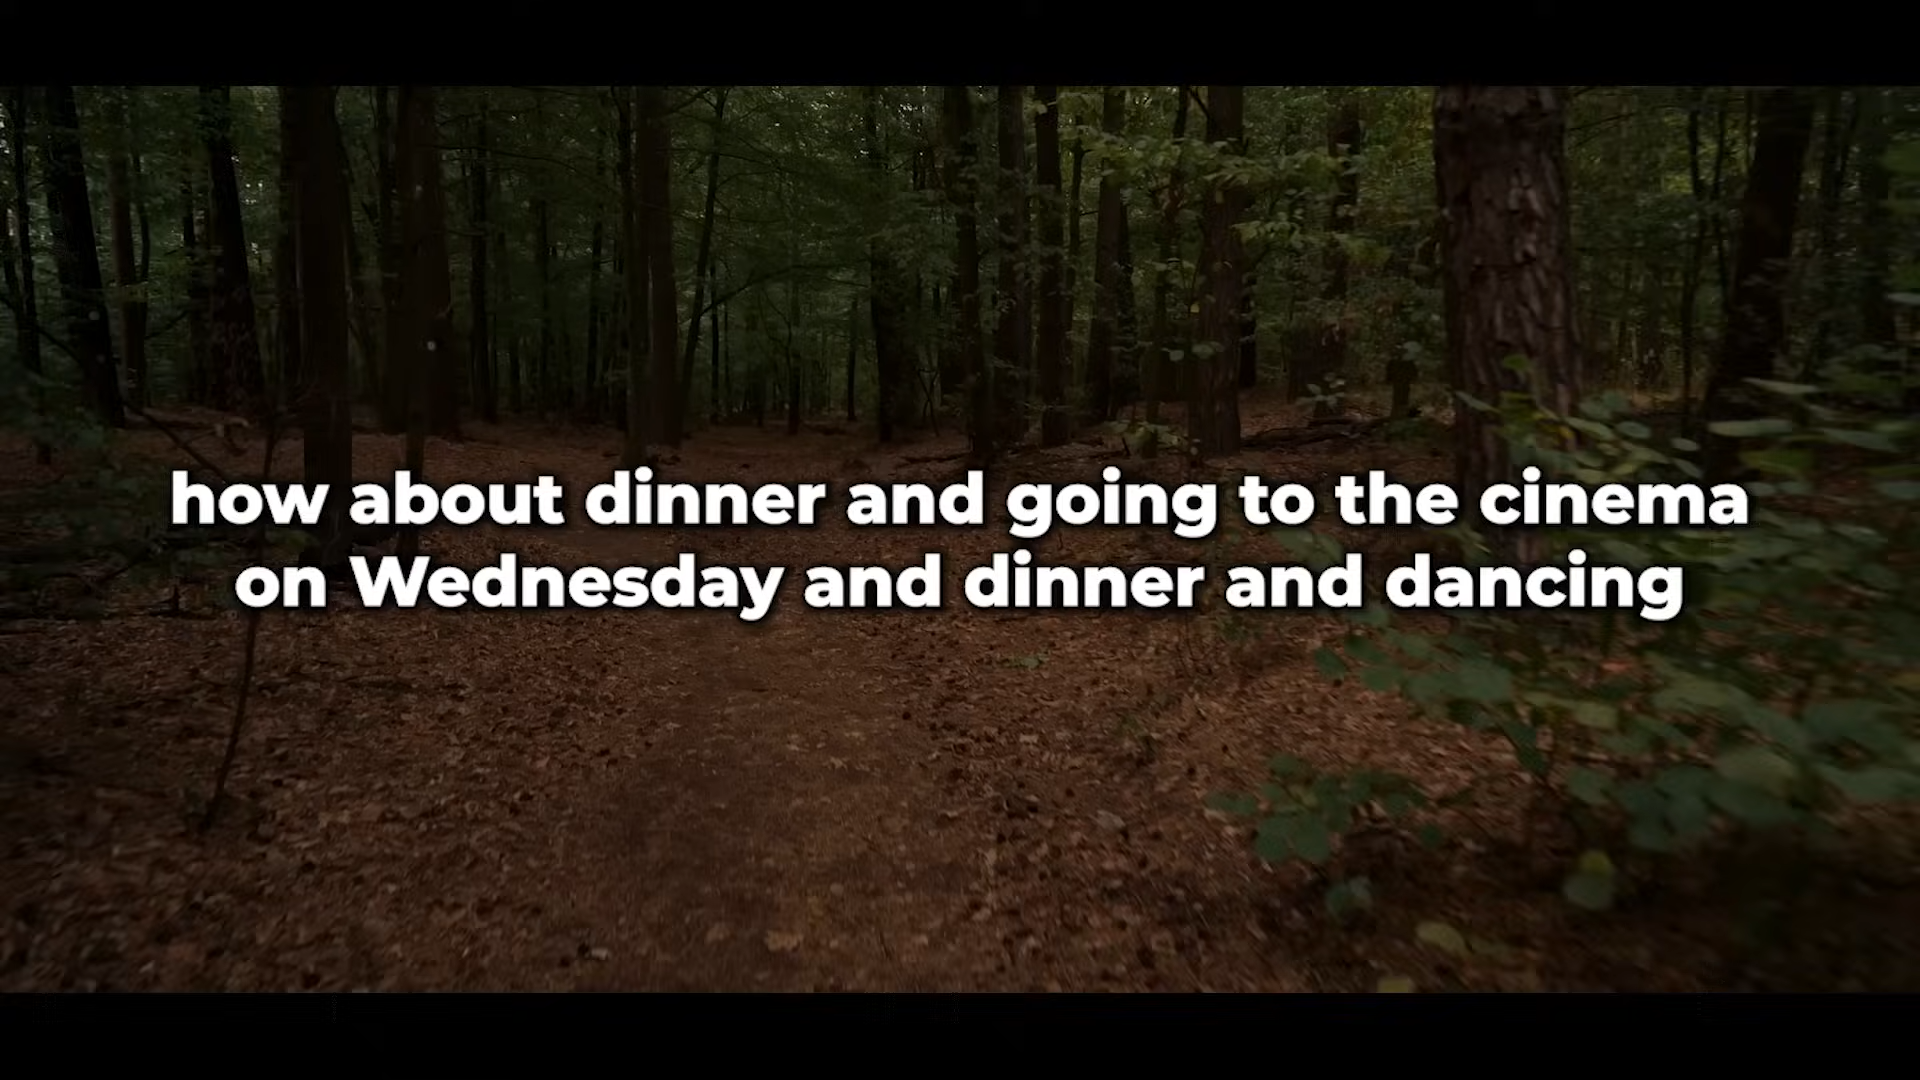 how about dinner and going to the cinema
on Wednesday and dinner and dancing